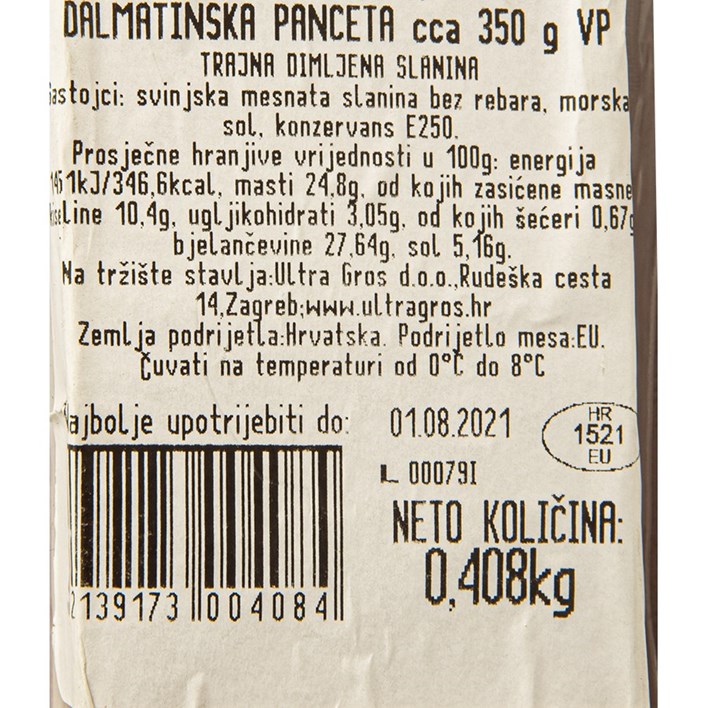 DALMATINSKA PANCETA cca 350 g VP
TRAJNA DIMLJENA SLANINA
Sastojci: svinjska mesnata slanina bez rebara, morska
sol, konzervans E250.
Prosječne hranjive vrijednosti u 100g: energija
1451kJ/346,6kcal, masti 24,8g, od kojih zasićene masne
kiseline 10,4g, ugljikohidrati 3,05g, od kojih šećeri 0,67g
bjelančevine 27,64g, sol 5,16g.
Na tržište stavlja:Ultra Gros d.o.o.,Rudeška cesta
14,Zagreb;www.ultragros.hr
Zemlja podrijetla:Hrvatska. Podrijetlo mesa:EU.
Čuvati na temperaturi od 0°C do 8°C
Najbolje upotrijebiti do: 01.08.2021
HR
1521
EU
L 00079I
NETO KOLIČINA:
0,408kg
2139173 004084